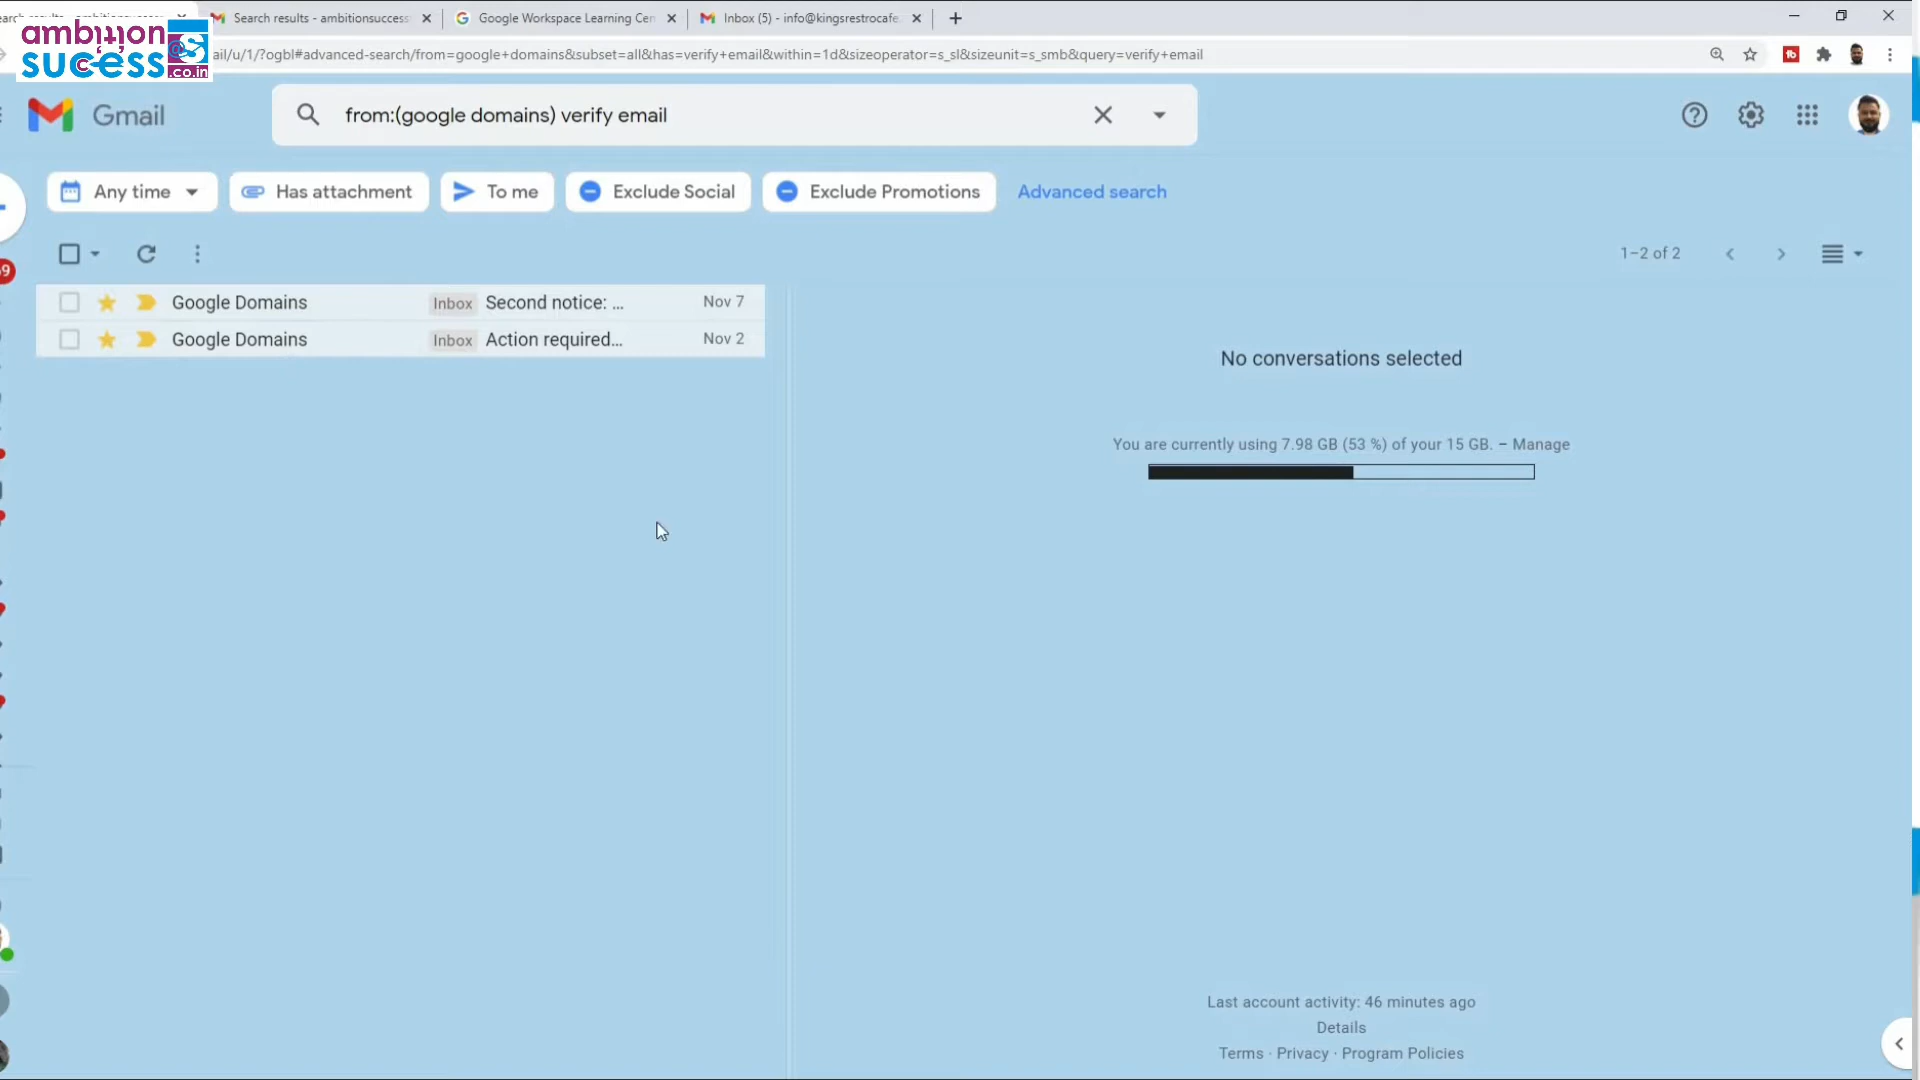 Search results - ambitionsuccess
Google Workspace Learning Cen
Inbox (5) - info@kingsrestrocafe.
ambition
sucess
.co.in
ail/u/1/?ogbl#advanced-search/from=google+domains&subset=all&has=verify+email&within=1d&sizeoperator=s_sl&sizeunit=s_smb&query=verify+email
Gmail
from:(google domains) verify email
Any time
Has attachment
To me
Exclude Social
Exclude Promotions
Advanced search
1–2 of 2
Google Domains Inbox Second notice: ... Nov 7
Google Domains Inbox Action required... Nov 2
No conversations selected
You are currently using 7.98 GB (53 %) of your 15 GB. – Manage
Last account activity: 46 minutes ago
Details
Terms · Privacy · Program Policies